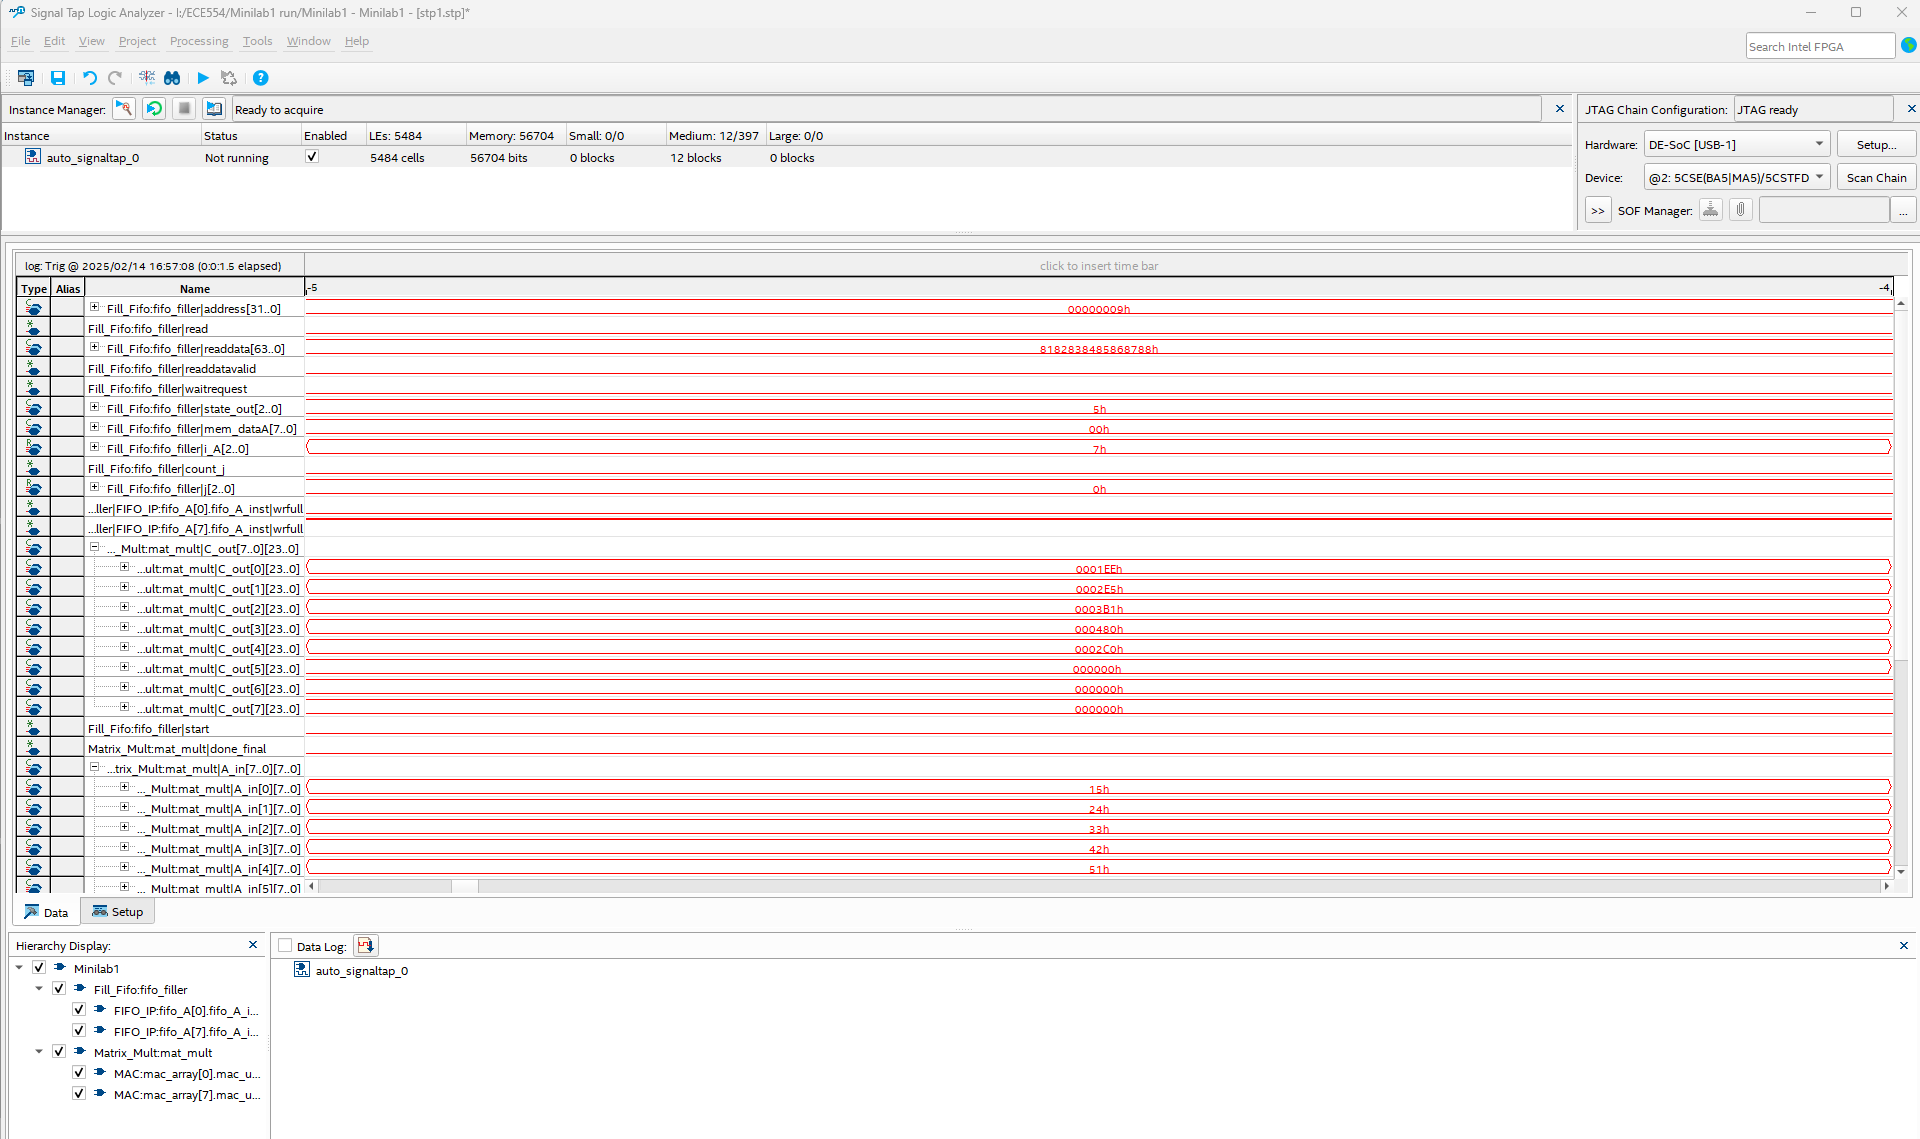 Signal Tap Logic Analyzer - I:/ECE554/Minilab1 run/Minilab1 - Minilab1 - [stp1.stp]*
File Edit View Project Processing Tools Window Help
Search Intel FPGA
Instance Manager: Ready to acquire
JTAG Chain Configuration: JTAG ready
Instance Status Enabled LEs: 5484 Memory: 56704 Small: 0/0 Medium: 12/397 Large: 0/0
auto_signaltap_0 Not running 5484 cells 56704 bits 0 blocks 12 blocks 0 blocks
Hardware: DE-SoC [USB-1] Setup...
Device: @2: 5CSE(BA5|MA5)/5CSTFD Scan Chain
>> SOF Manager: ...
log: Trig @ 2025/02/14 16:57:08 (0:0:1.5 elapsed) click to insert time bar
Type Alias Name -5 -4
Fill_Fifo:fifo_filler|address[31..0] 00000009h
Fill_Fifo:fifo_filler|read
Fill_Fifo:fifo_filler|readdata[63..0] 8182838485868788h
Fill_Fifo:fifo_filler|readdatavalid
Fill_Fifo:fifo_filler|waitrequest
Fill_Fifo:fifo_filler|state_out[2..0] 5h
Fill_Fifo:fifo_filler|mem_dataA[7..0] 00h
Fill_Fifo:fifo_filler|i_A[2..0] 7h
Fill_Fifo:fifo_filler|count_j
Fill_Fifo:fifo_filler|j[2..0] 0h
...ller|FIFO_IP:fifo_A[0].fifo_A_inst|wrfull
...ller|FIFO_IP:fifo_A[7].fifo_A_inst|wrfull
..._Mult:mat_mult|C_out[7..0][23..0]
...ult:mat_mult|C_out[0][23..0] 0001EEh
...ult:mat_mult|C_out[1][23..0] 0002E5h
...ult:mat_mult|C_out[2][23..0] 0003B1h
...ult:mat_mult|C_out[3][23..0] 000480h
...ult:mat_mult|C_out[4][23..0] 0002C0h
...ult:mat_mult|C_out[5][23..0] 000000h
...ult:mat_mult|C_out[6][23..0] 000000h
...ult:mat_mult|C_out[7][23..0] 000000h
Fill_Fifo:fifo_filler|start
Matrix_Mult:mat_mult|done_final
...trix_Mult:mat_mult|A_in[7..0][7..0]
..._Mult:mat_mult|A_in[0][7..0] 15h
..._Mult:mat_mult|A_in[1][7..0] 24h
..._Mult:mat_mult|A_in[2][7..0] 33h
..._Mult:mat_mult|A_in[3][7..0] 42h
..._Mult:mat_mult|A_in[4][7..0] 51h
..._Mult:mat_mult|A_in[5][7..0]
Data Setup
Hierarchy Display:
Minilab1
Fill_Fifo:fifo_filler
FIFO_IP:fifo_A[0].fifo_A_i...
FIFO_IP:fifo_A[7].fifo_A_i...
Matrix_Mult:mat_mult
MAC:mac_array[0].mac_u...
MAC:mac_array[7].mac_u...
Data Log:
auto_signaltap_0